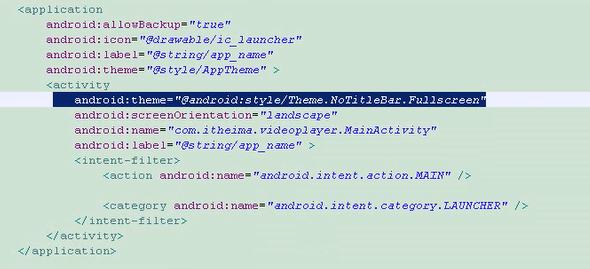 <application
android:allowBackup="true"
android:icon="@drawable/ic_launcher"
android:label="@string/app_name"
android:theme="@style/AppTheme" >
<activity
android:theme="@android:style/Theme.NoTitleBar.Fullscreen"
android:screenOrientation="landscape"
android:name="com.itheima.videoplayer.MainActivity"
android:label="@string/app_name" >
<intent-filter>
<action android:name="android.intent.action.MAIN" />
<category android:name="android.intent.category.LAUNCHER" />
</intent-filter>
</activity>
</application>